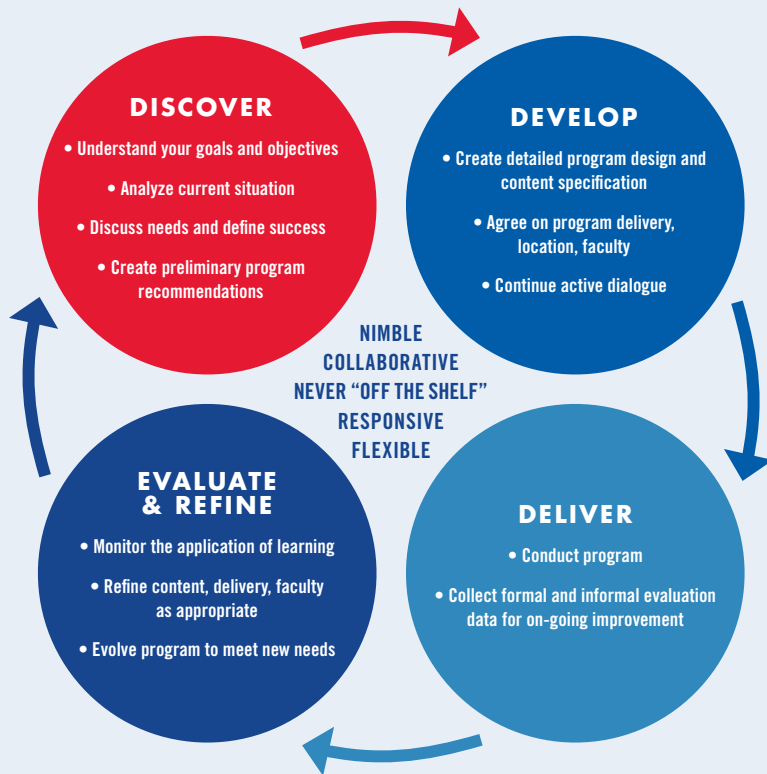 DISCOVER
• Understand your goals and objectives
• Analyze current situation
• Discuss needs and define success
• Create preliminary program
recommendations
DEVELOP
• Create detailed program design and
content specification
• Agree on program delivery,
location, faculty
• Continue active dialogue
NIMBLE
COLLABORATIVE
NEVER “OFF THE SHELF”
RESPONSIVE
FLEXIBLE
EVALUATE
& REFINE
• Monitor the application of learning
• Refine content, delivery, faculty
as appropriate
• Evolve program to meet new needs
DELIVER
• Conduct program
• Collect formal and informal evaluation
data for on-going improvement